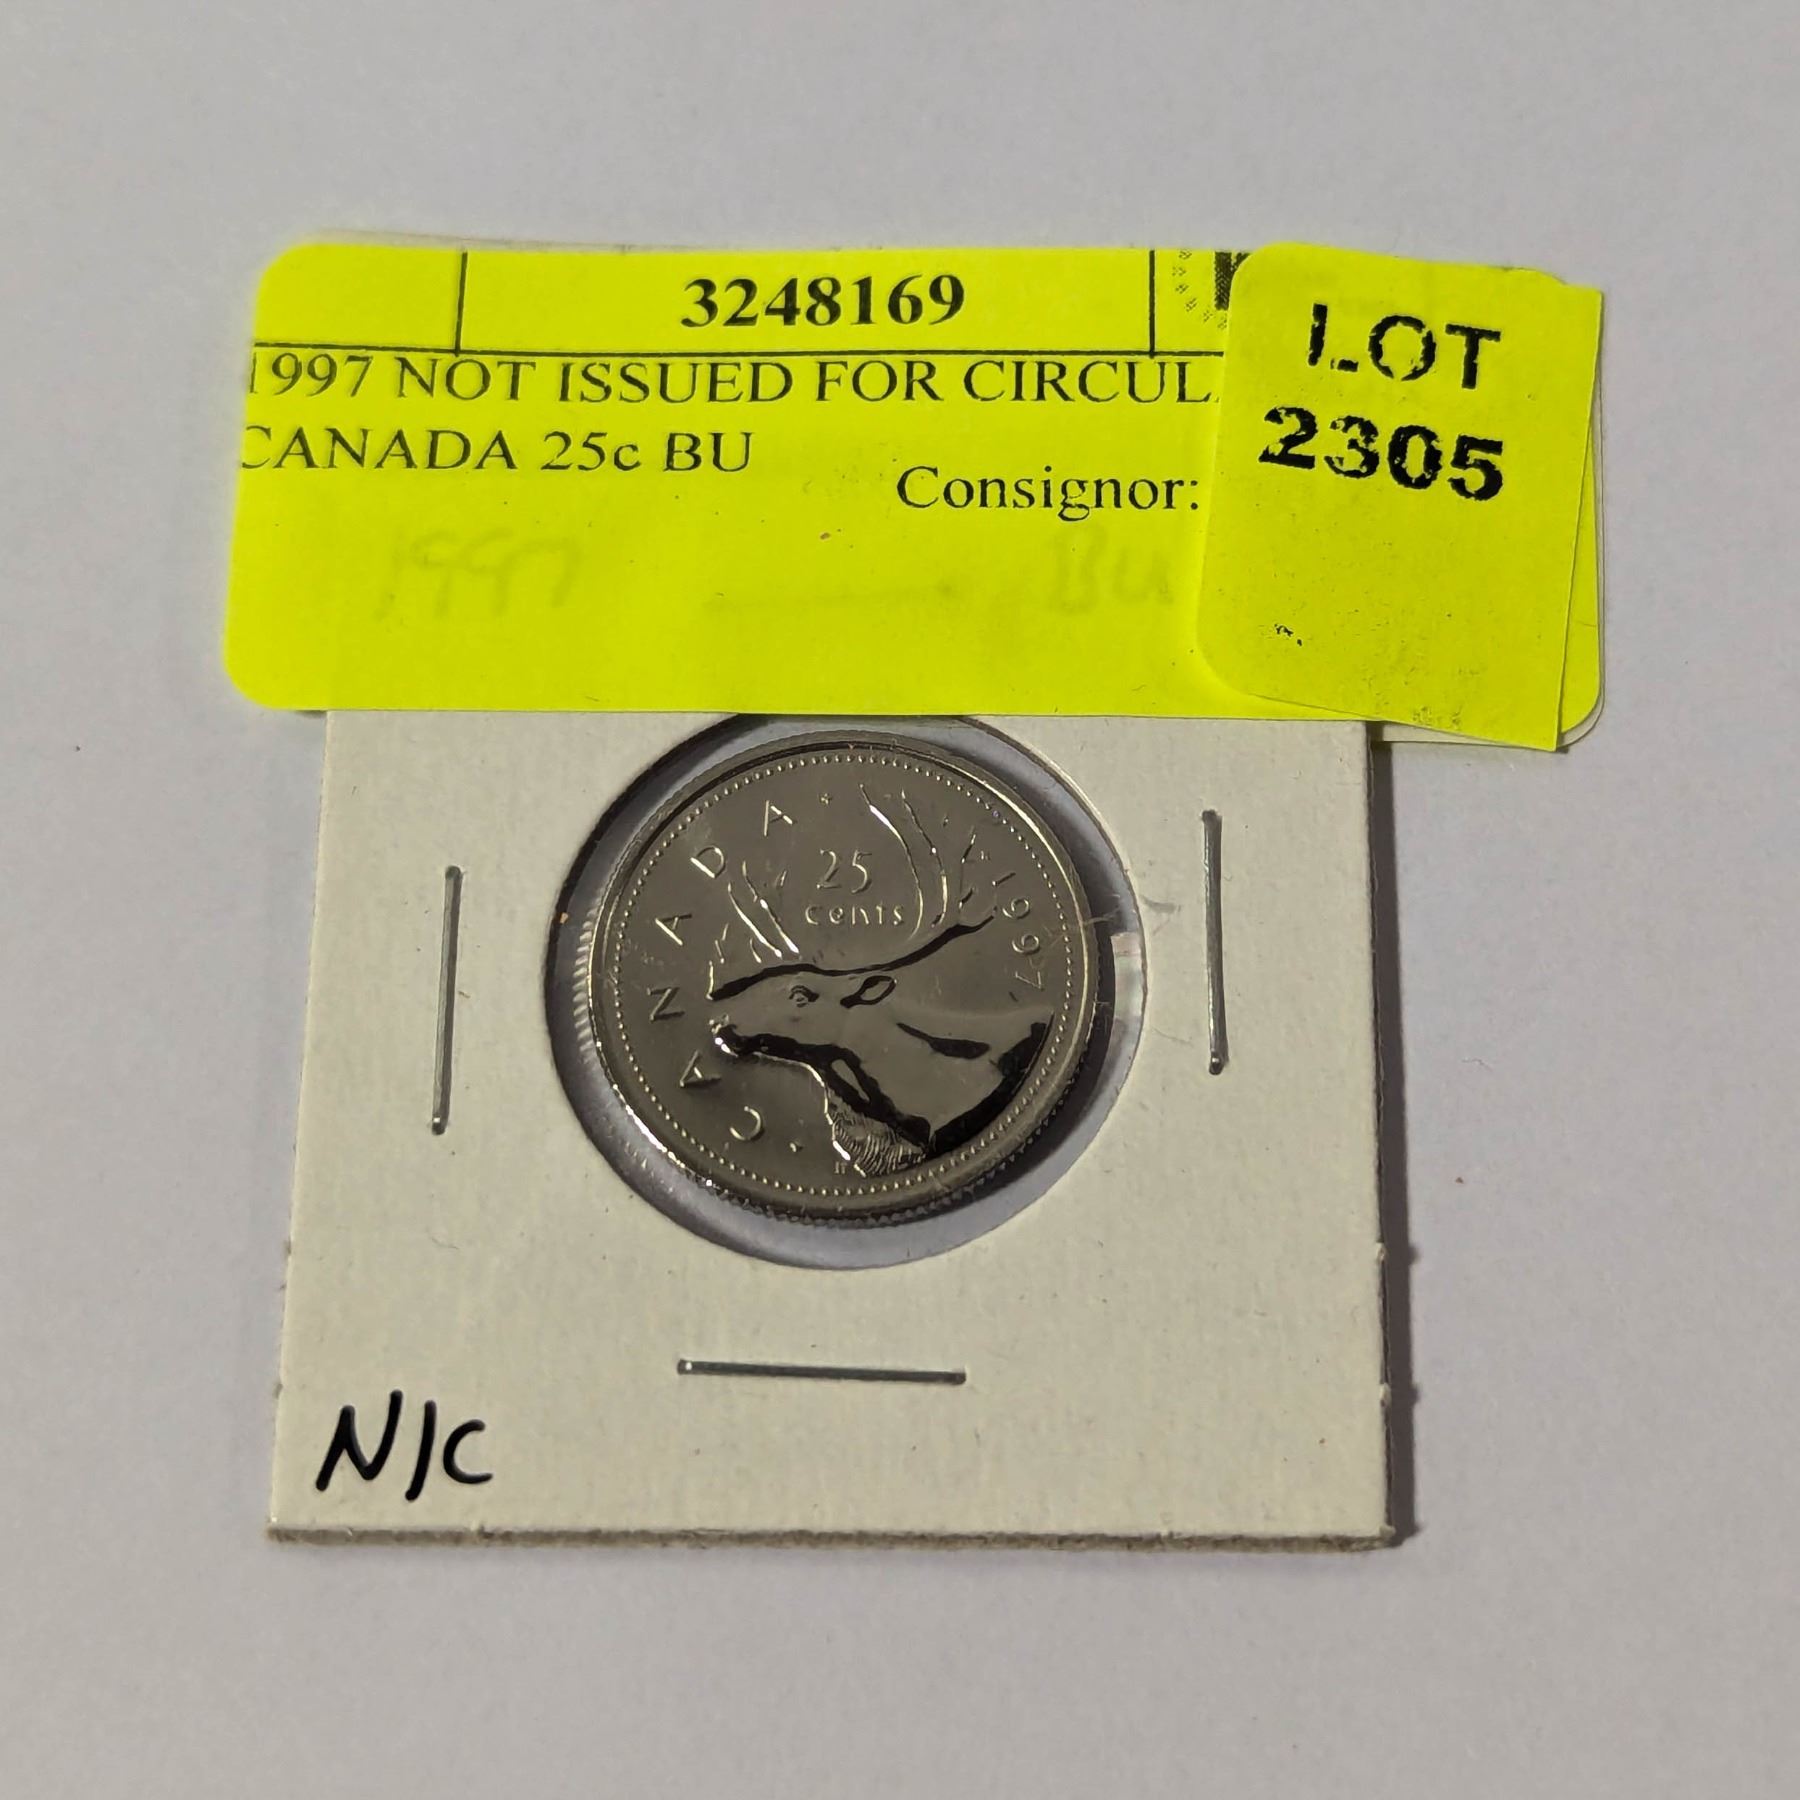 3248169
LOT
2305
1997 NOT ISSUED FOR CIRCUL
CANADA 25c BU
Consignor:
1997 BU
CANADA
25
cents
1997
N/C